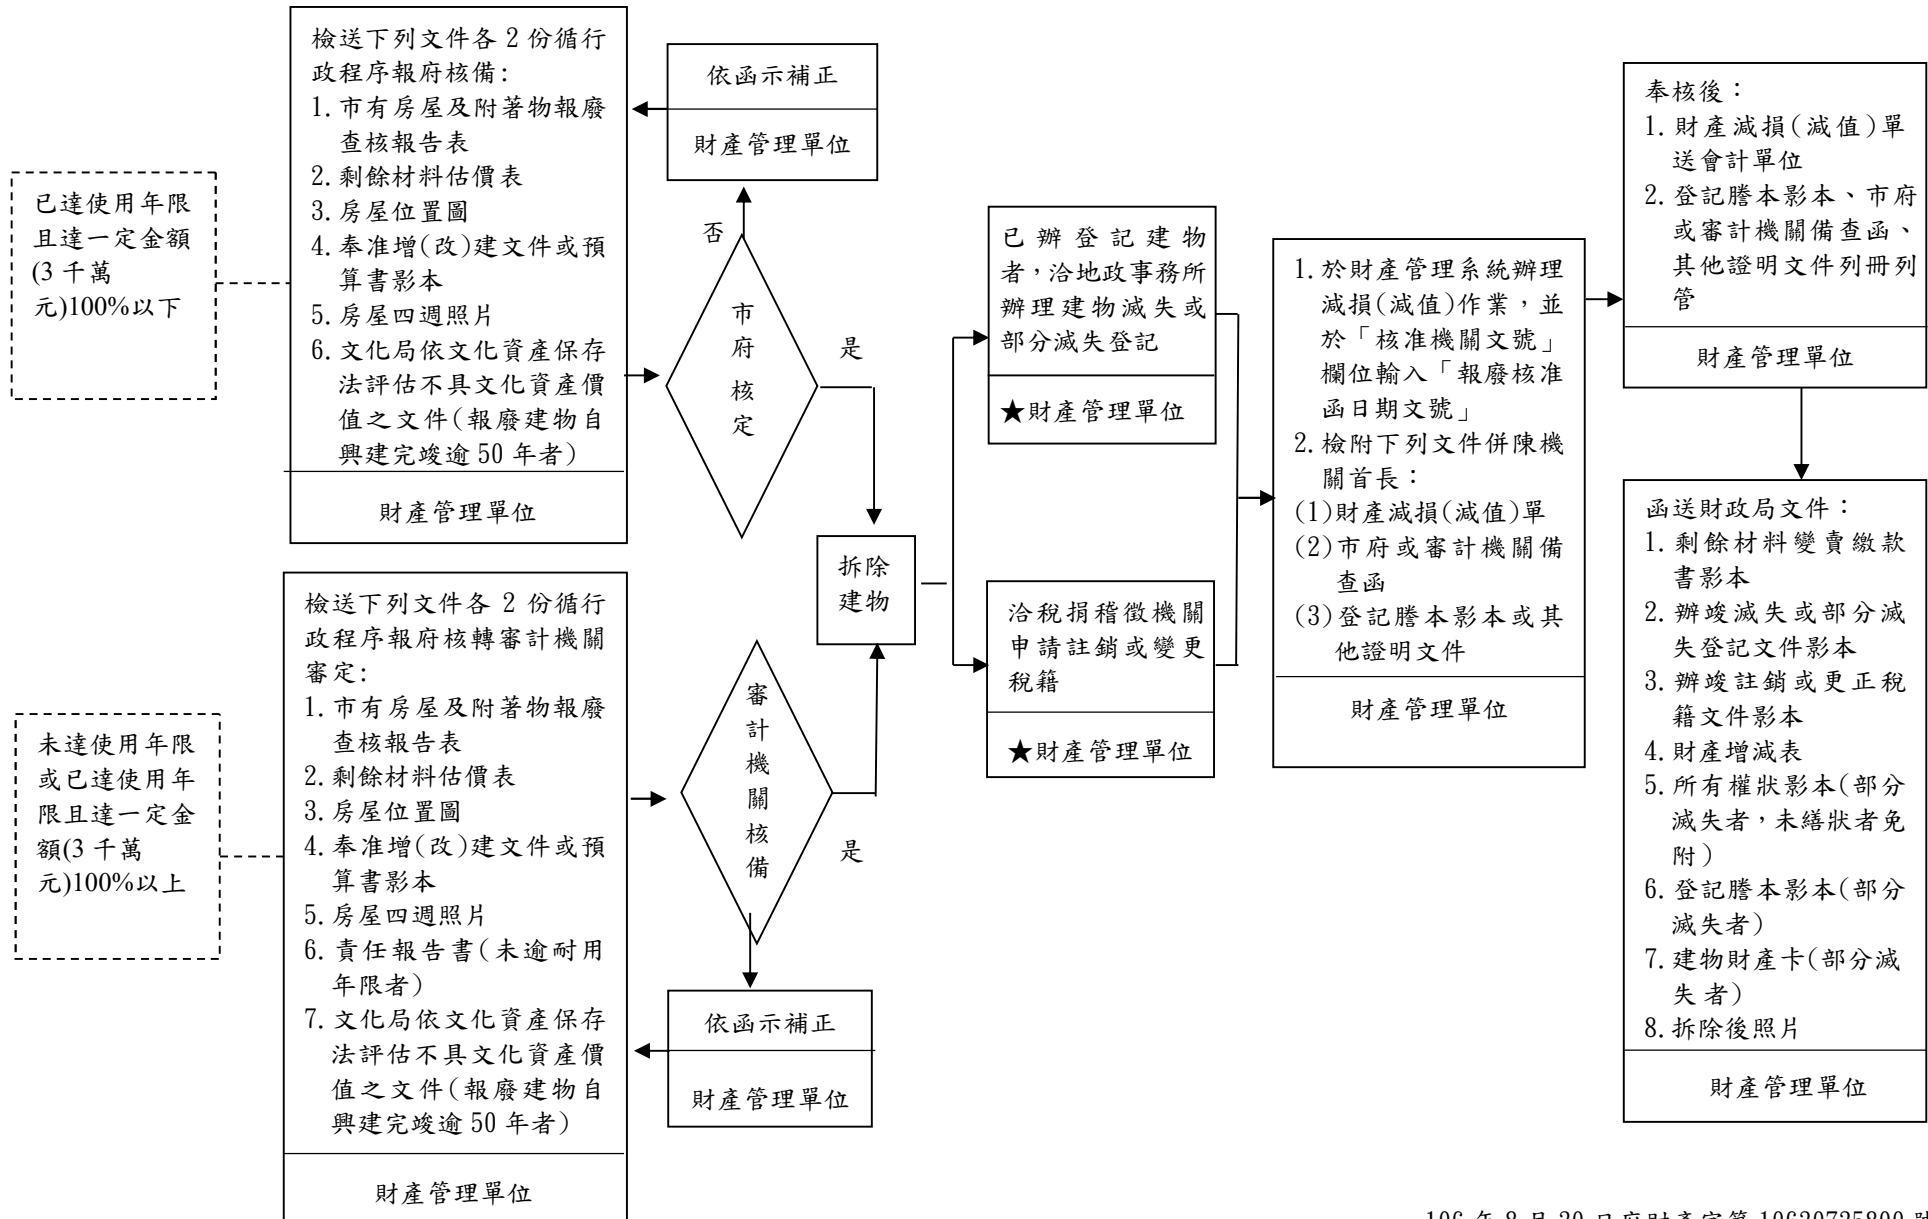 已達使用年限
且達一定金額
(3 千萬
元)100%以下
檢送下列文件各 2 份循行
政程序報府核備:
1.市有房屋及附著物報廢
查核報告表
2.剩餘材料估價表
3.房屋位置圖
4.奉准增(改)建文件或預
算書影本
5.房屋四週照片
6.文化局依文化資產保存
法評估不具文化資產價
值之文件(報廢建物自
興建完竣逾 50 年者)
財產管理單位
依函示補正
財產管理單位
否
市
府
核
定
是
未達使用年限
或已達使用年
限且達一定金
額(3 千萬
元)100%以上
檢送下列文件各 2 份循行
政程序報府核轉審計機關
審定:
1.市有房屋及附著物報廢
查核報告表
2.剩餘材料估價表
3.房屋位置圖
4.奉准增(改)建文件或預
算書影本
5.房屋四週照片
6.責任報告書(未逾耐用
年限者)
7.文化局依文化資產保存
法評估不具文化資產價
值之文件(報廢建物自
興建完竣逾 50 年者)
財產管理單位
審
計
機
關
核
備
是
依函示補正
財產管理單位
拆除
建物
已辦登記建物
者，洽地政事務所
辦理建物滅失或
部分滅失登記
★財產管理單位
洽稅捐稽徵機關
申請註銷或變更
稅籍
★財產管理單位
1.於財產管理系統辦理
減損(減值)作業，並
於「核准機關文號」
欄位輸入「報廢核准
函日期文號」
2.檢附下列文件併陳機
關首長：
(1)財產減損(減值)單
(2)市府或審計機關備
查函
(3)登記謄本影本或其
他證明文件
財產管理單位
奉核後：
1.財產減損(減值)單
送會計單位
2.登記謄本影本、市府
或審計機關備查函、
其他證明文件列冊列
管
財產管理單位
函送財政局文件：
1.剩餘材料變賣繳款
書影本
2.辦竣滅失或部分滅
失登記文件影本
3.辦竣註銷或更正稅
籍文件影本
4.財產增減表
5.所有權狀影本(部分
滅失者，未繕狀者免
附)
6.登記謄本影本(部分
滅失者)
7.建物財產卡(部分滅
失者)
8.拆除後照片
財產管理單位